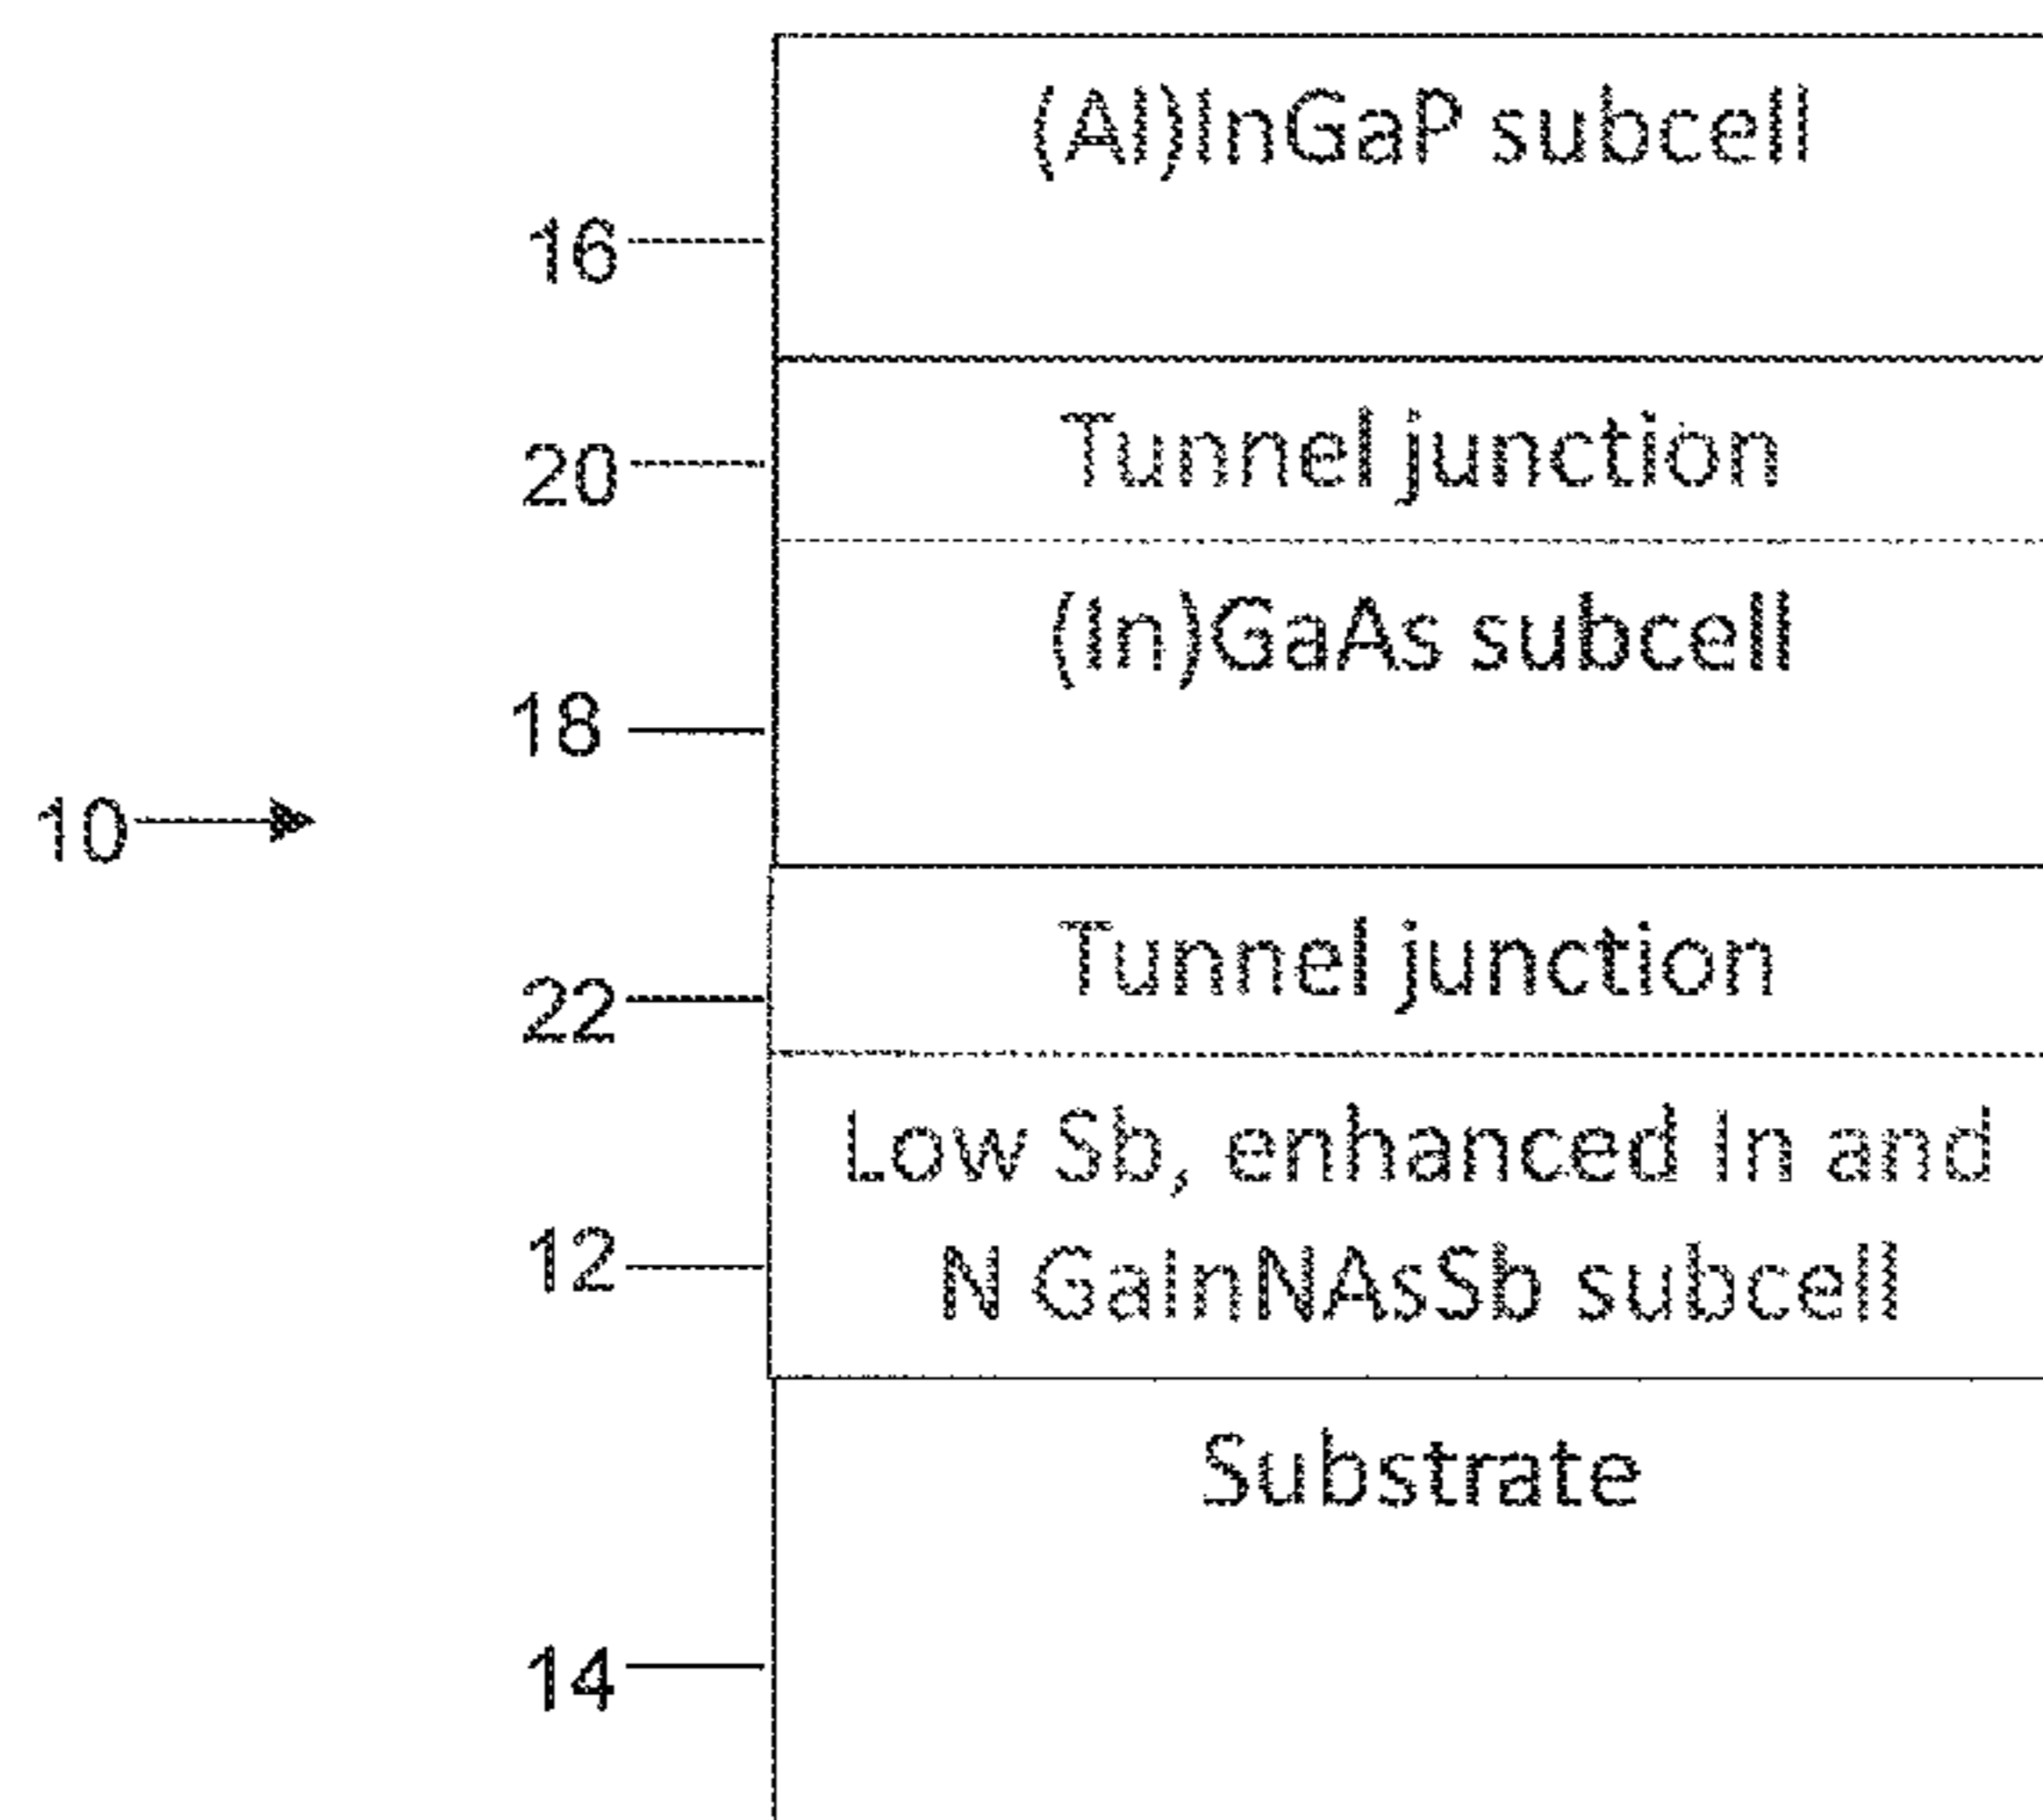 (Al)InGaP subcell
16
20
Tunnel junction
(In)GaAs subcell
18
10
Tunnel junction
22
Low Sb, enhanced In and
12
N GaInNAsSb subcell
Substrate
14